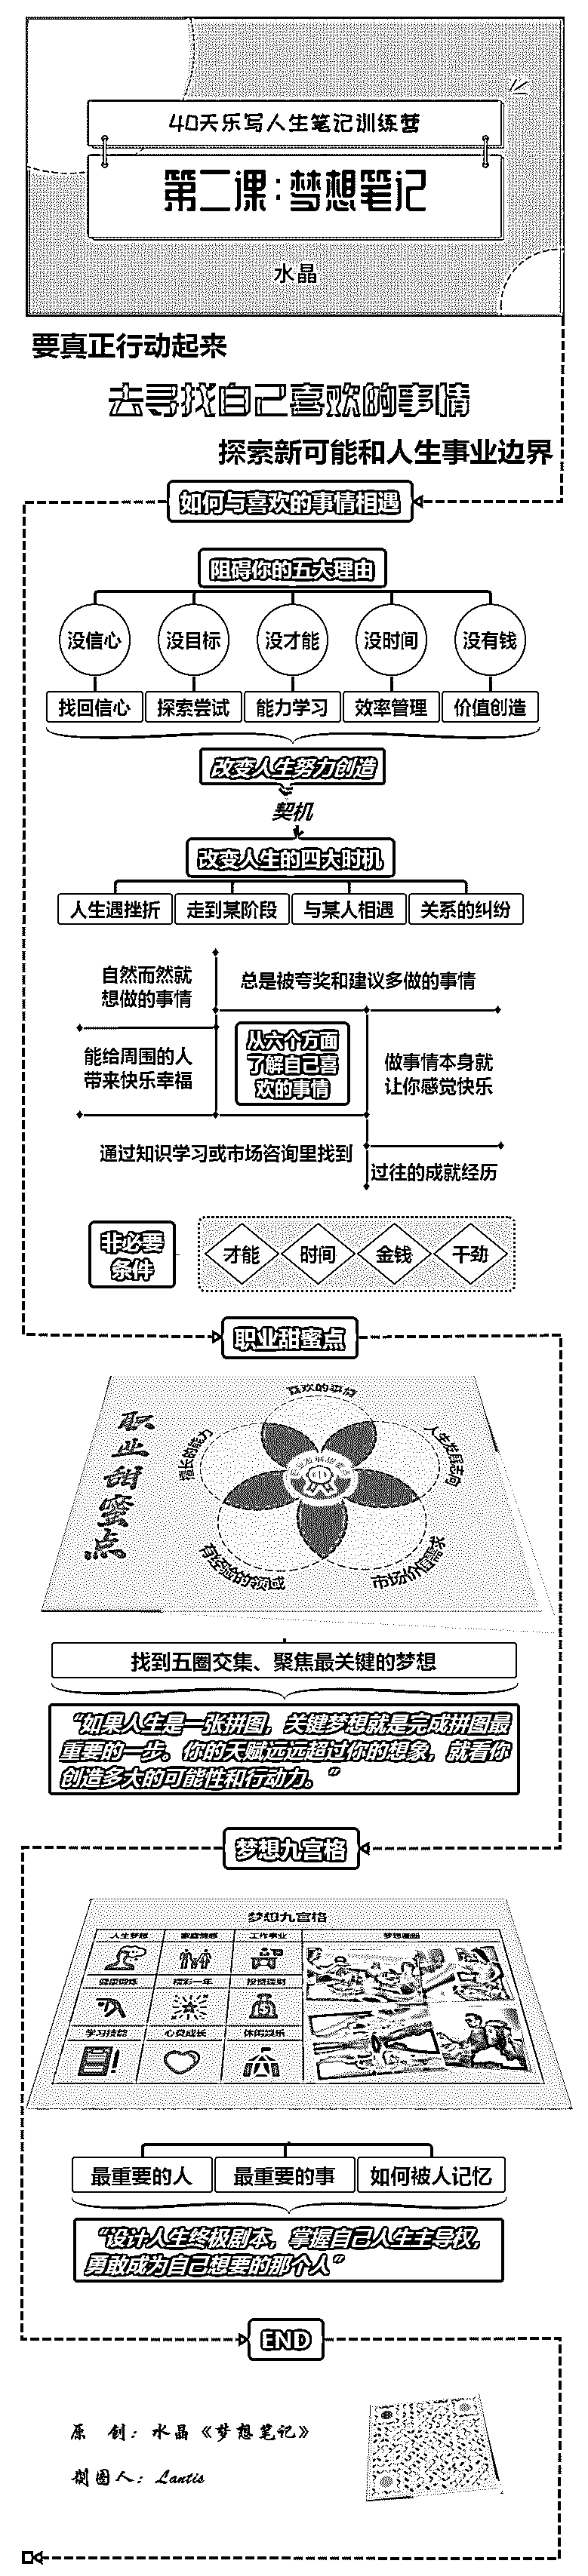 40天乐写人生笔记训练营
第二课:梦想笔记
水晶
要真正行动起来
去寻找自己喜欢的事情
探索新可能和人生事业边界
如何与喜欢的事情相遇
阻碍你的五大理由
没信心
没目标
没才能
没时间
没有钱
找回信心
探索尝试
能力学习
效率管理
价值创造
改变人生努力创造
契机
改变人生的四大时机
人生遇挫折
走到某阶段
与某人相遇
关系的纠纷
自然而然就
想做的事情
总是被夸奖和建议多做的事情
能给周围的人
带来快乐幸福
从六个方面
了解自己喜
欢的事情
做事情本身就
让你感觉快乐
通过知识学习或市场咨询里找到
过往的成就经历
非必要
条件
才能
时间
金钱
干劲
职业甜蜜点
职业甜蜜点
喜欢的事情
擅长的能力
人生发展志向
有经验的领域
市场价值需求
找到五圈交集、聚焦最关键的梦想
“如果人生是一张拼图，关键梦想就是完成拼图最
重要的一步。你的天赋远远超过你的想象，就看你
创造多大的可能性和行动力。”
梦想九宫格
梦想九宫格
人生梦想
家庭情感
工作事业
梦想画面
健康锻炼
精彩一年
投资理财
学习技能
心灵成长
休闲娱乐
最重要的人
最重要的事
如何被人记忆
“设计人生终极剧本，掌握自己人生主导权，
勇敢成为自己想要的那个人”
END
原 创：水晶《梦想笔记》
制图人：Lantis